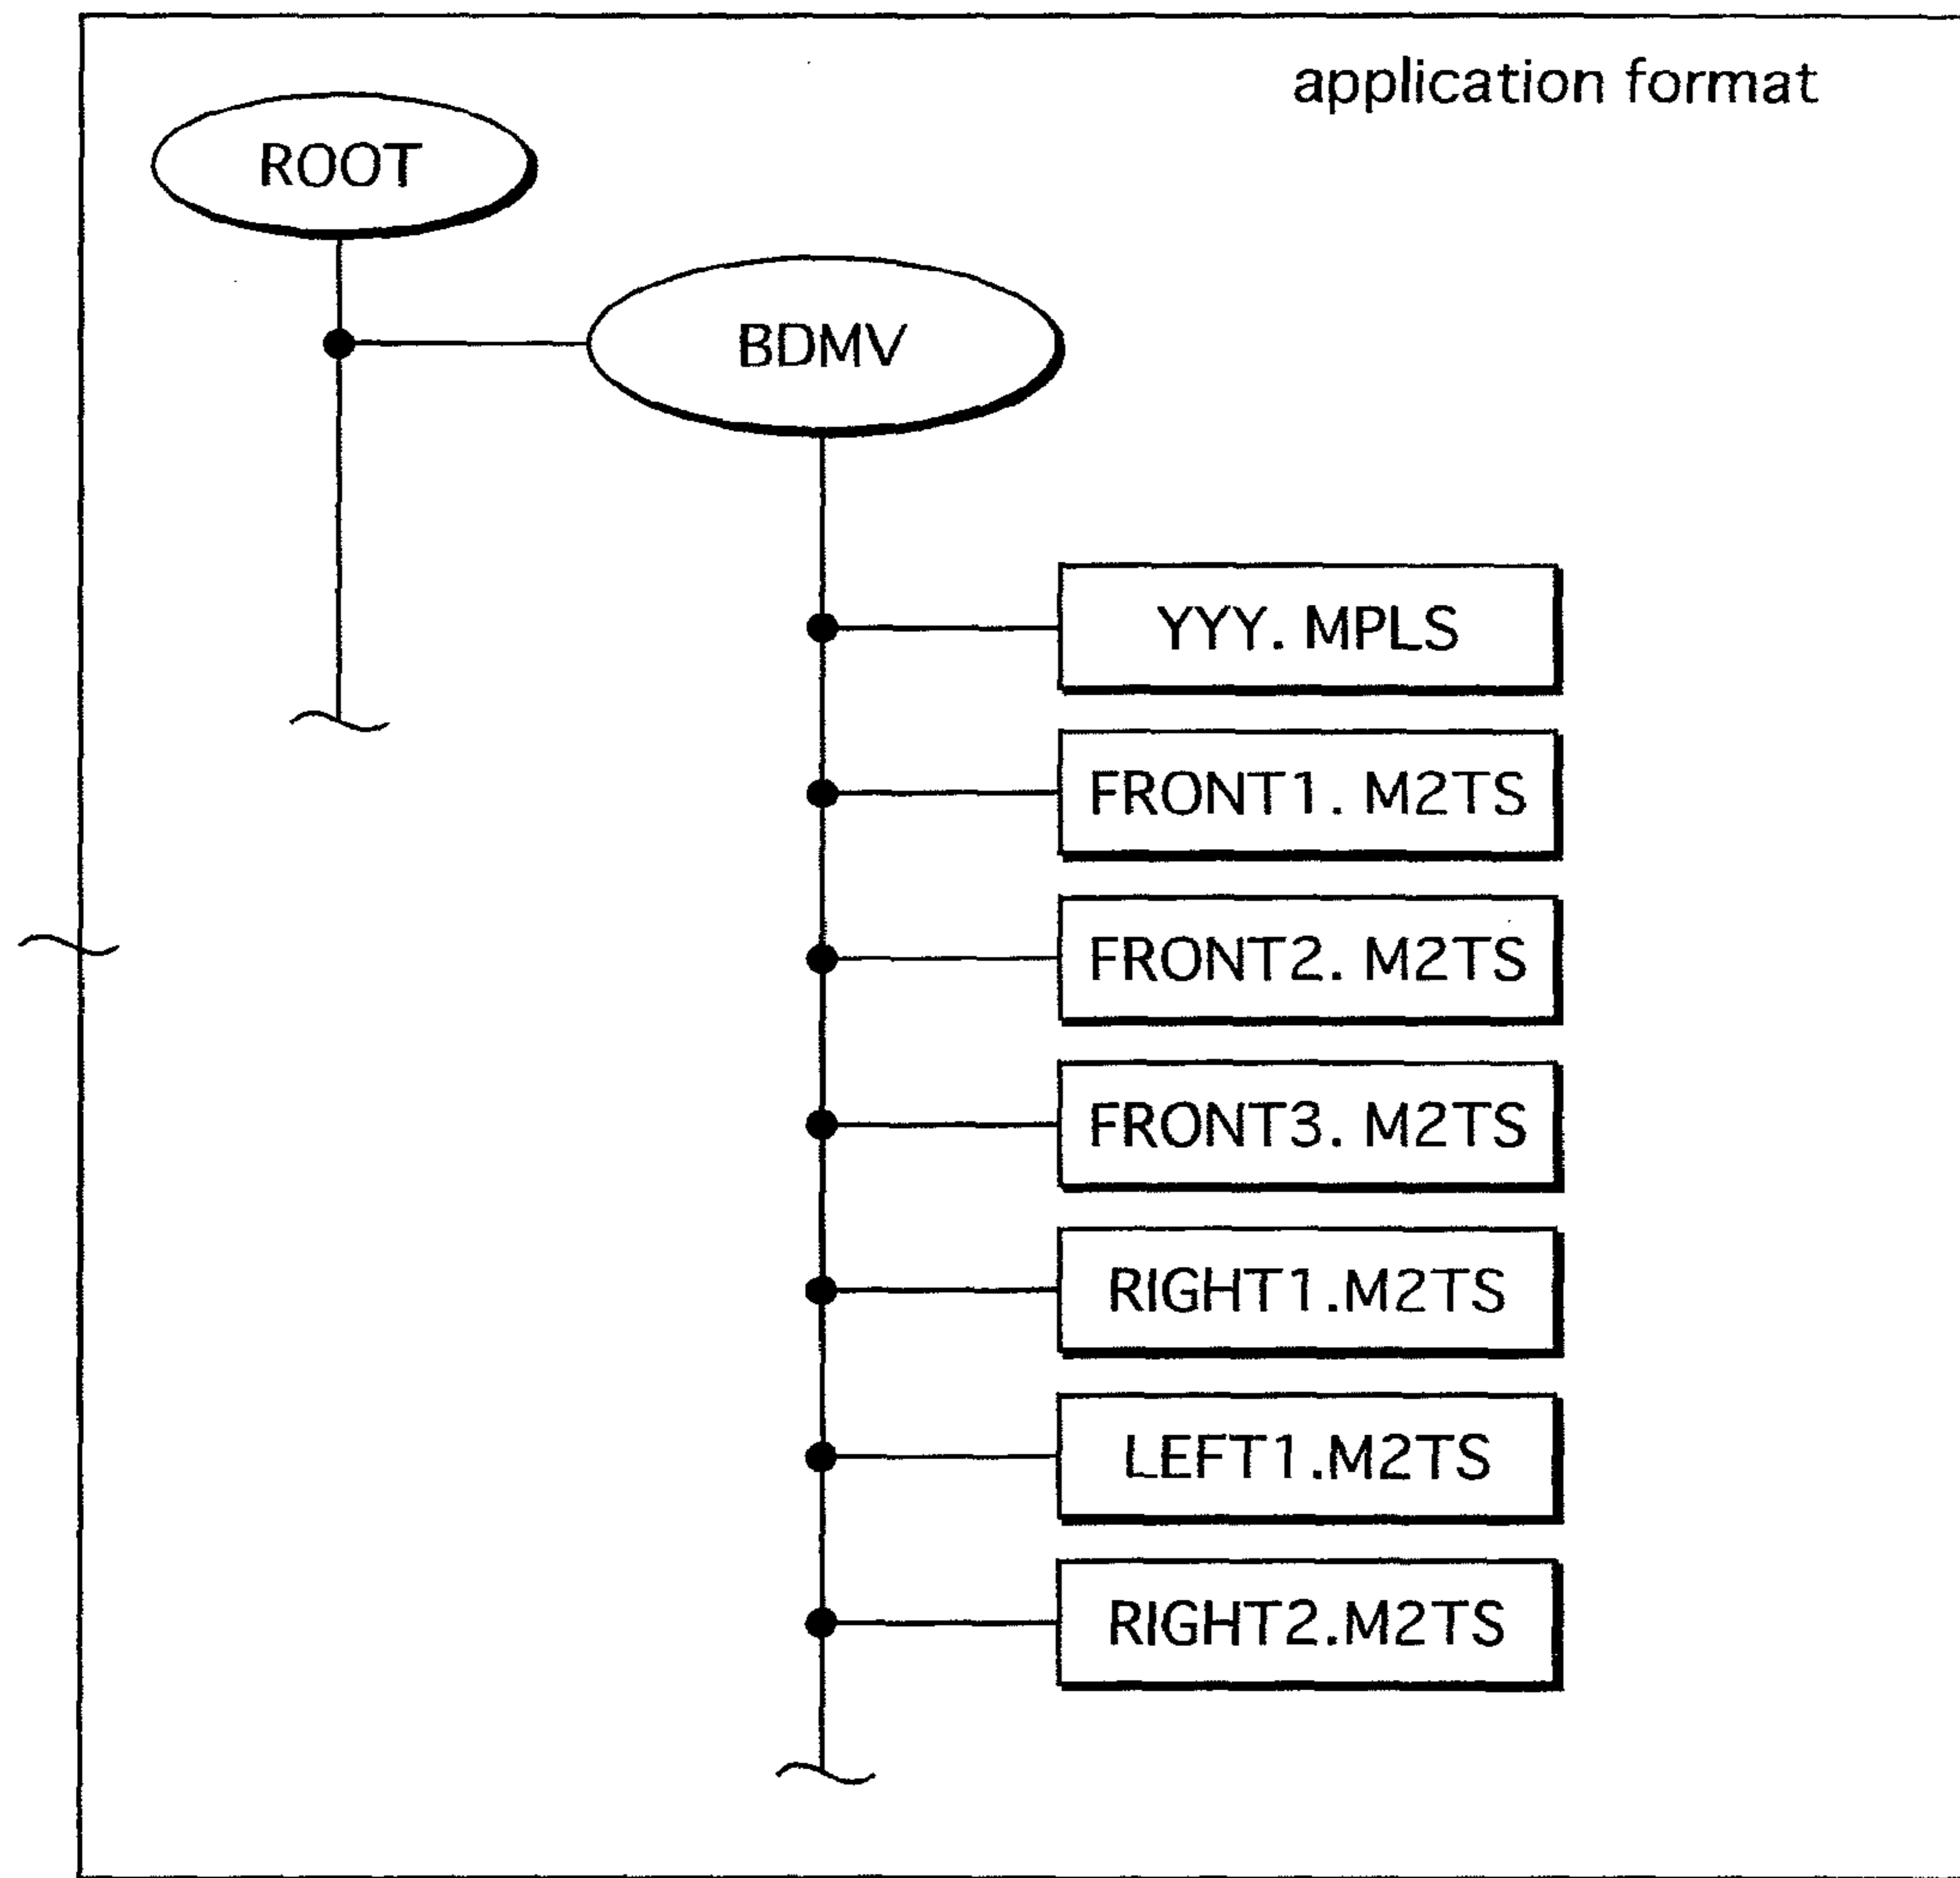 application format
ROOT
BDMV
YYY. MPLS
FRONT1. M2TS
FRONT2. M2TS
FRONT3. M2TS
RIGHT1.M2TS
LEFT1.M2TS
RIGHT2.M2TS